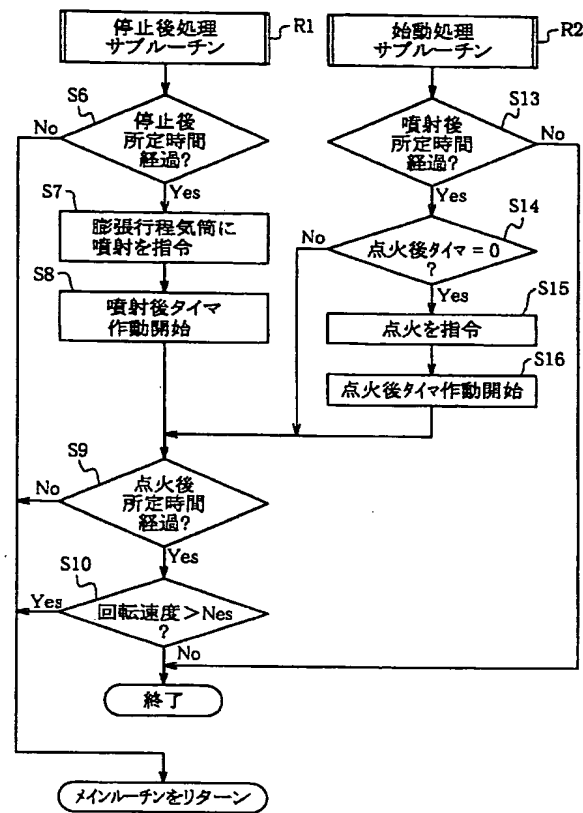 停止後処理
サブルーチン
R1
S6
停止後
所定時間
経過?
No
Yes
S7
膨張行程気筒に
噴射を指令
S8
噴射後タイマ
作動開始
始動処理
サブルーチン
R2
S13
噴射後
所定時間
経過?
No
Yes
S14
点火後タイマ = 0
?
No
Yes
S15
点火を指令
S16
点火後タイマ作動開始
S9
点火後
所定時間
経過?
No
Yes
S10
回転速度 > Nes
?
Yes
No
終了
メインルーチンをリターン